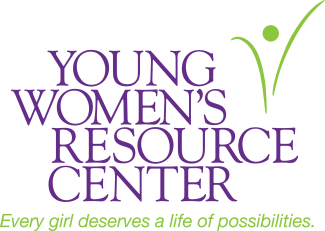 YOUNG
WOMEN'S
RESOURCE
CENTER
Every girl deserves a life of possibilities.